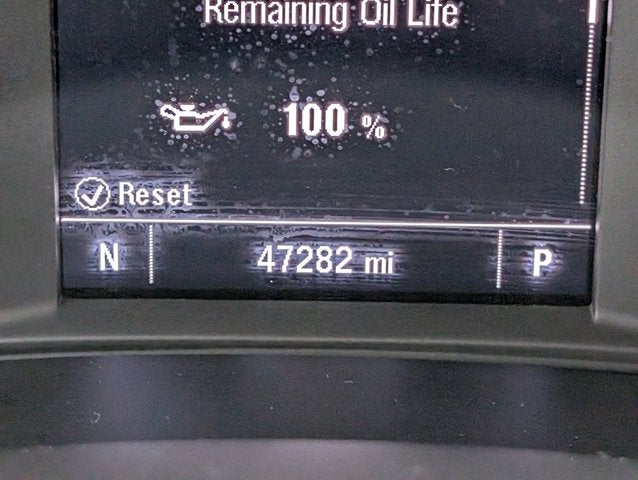 Remaining Oil Life
100 %
Reset
N 47282 mi P